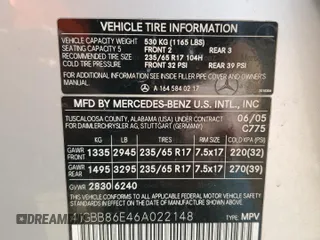 VEHICLE TIRE INFORMATION
VEHICLE CAPACITY WEIGHT 530 KG (1165 LBS)
SEATING CAPACITY 5 FRONT 2 REAR 3
RECOMMENDED TIRE SIZE 235/65 R17 104H
COLD TIRE PRESSURE FRONT 32 PSI REAR 39 PSI
FOR ADDITIONAL INFORMATION SEE INSIDE FILLER PIPE COVER AND OWNER'S MANUAL
A 164 584 02 17
MFD BY MERCEDES-BENZ U.S. INTL., INC
TUSCALOOSA COUNTY, ALABAMA (USA) UNDER CONTRACT
FOR DAIMLERCHRYSLER AG, STUTTGART (GERMANY)
06/05
C775
KG LB TIRES RIMS COLD KPA (PSI)
GAWR FRONT 1335 2945 235/65 R17 7.5x17 220(32)
GAWR REAR 1495 3295 235/65 R17 7.5x17 270(39)
GVWR 2830 6240
THIS VEHICLE CONFORMS TO ALL APPLICABLE U.S. FEDERAL MOTOR VEHICLE SAFETY STANDARDS IN EFFECT ON THE DATE OF MANUFACTURE SHOWN ABOVE
BB86E46A022148
TYPE: MPV